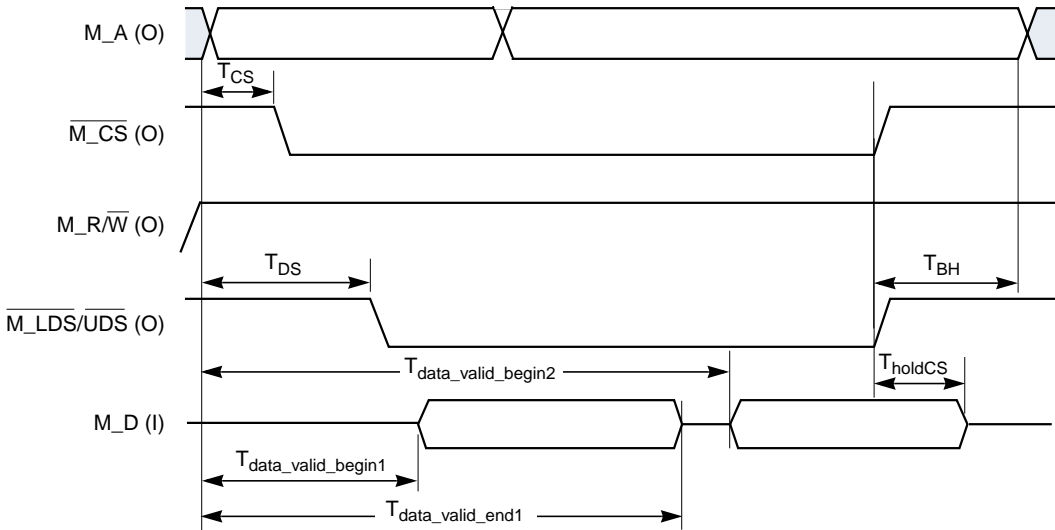 M_A (O)
T_CS
M_CS (O)
M_R/W (O)
T_DS
T_BH
M_LDS/UDS (O)
T_data_valid_begin2
T_holdCS
M_D (I)
T_data_valid_begin1
T_data_valid_end1